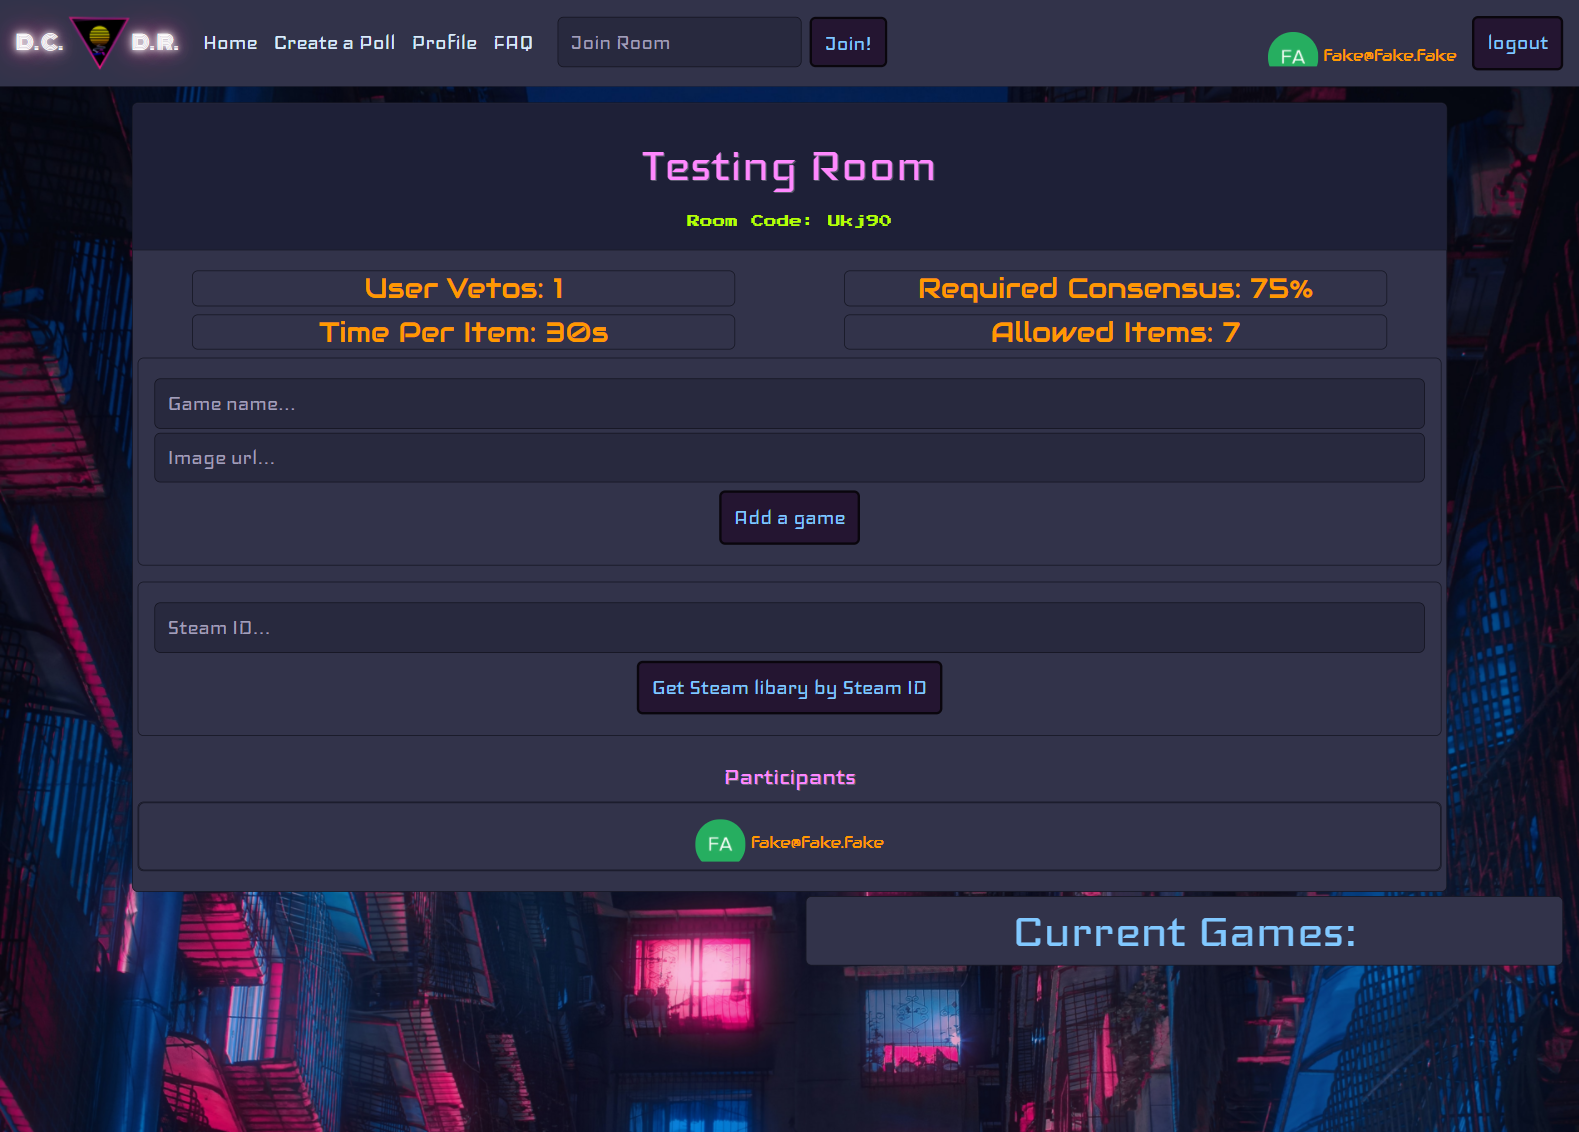 D.C. D.R. Home Create a Poll Profile FAQ Join Room Join! FA Fake@Fake.Fake logout
Testing Room
Room Code: Ukj90
User Vetos: 1 Required Consensus: 75%
Time Per Item: 30s Allowed Items: 7
Game name...
Image url...
Add a game
Steam ID...
Get Steam libary by Steam ID
Participants
FA Fake@Fake.Fake
Current Games: